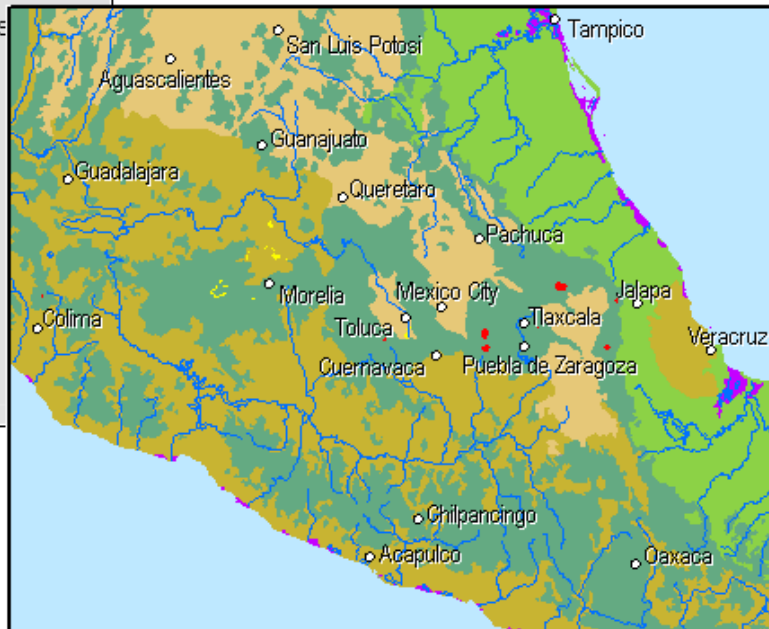 Tampico
San Luis Potosi
Aguascalientes
Guanajuato
Guadalajara
Queretaro
Pachuca
Morelia
Mexico City
Jalapa
Colima
Toluca
Tlaxcala
Veracruz
Cuernavaca
Puebla de Zaragoza
Chilpancingo
Acapulco
Oaxaca